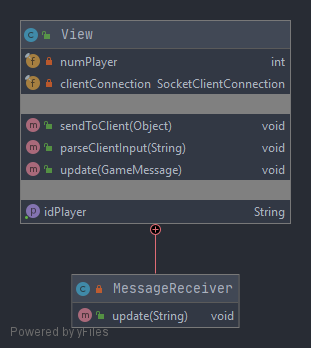 View
numPlayer int
clientConnection SocketClientConnection
sendToClient(Object) void
parseClientInput(String) void
update(GameMessage) void
idPlayer String
MessageReceiver
update(String) void
Powered by yFiles